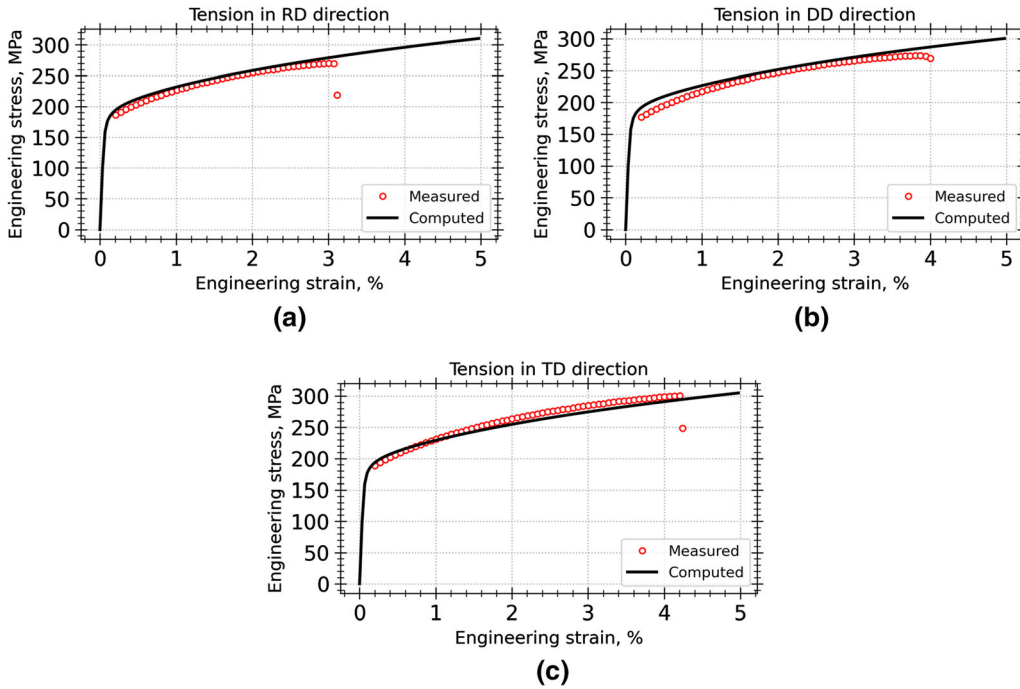 Tension in RD direction
Engineering stress, MPa
300
250
200
150
100
50
0
Measured
Computed
0 1 2 3 4 5
Engineering strain, %
(a)
Tension in DD direction
Engineering stress, MPa
300
250
200
150
100
50
0
Measured
Computed
0 1 2 3 4 5
Engineering strain, %
(b)
Tension in TD direction
Engineering stress, MPa
300
250
200
150
100
50
0
Measured
Computed
0 1 2 3 4 5
Engineering strain, %
(c)